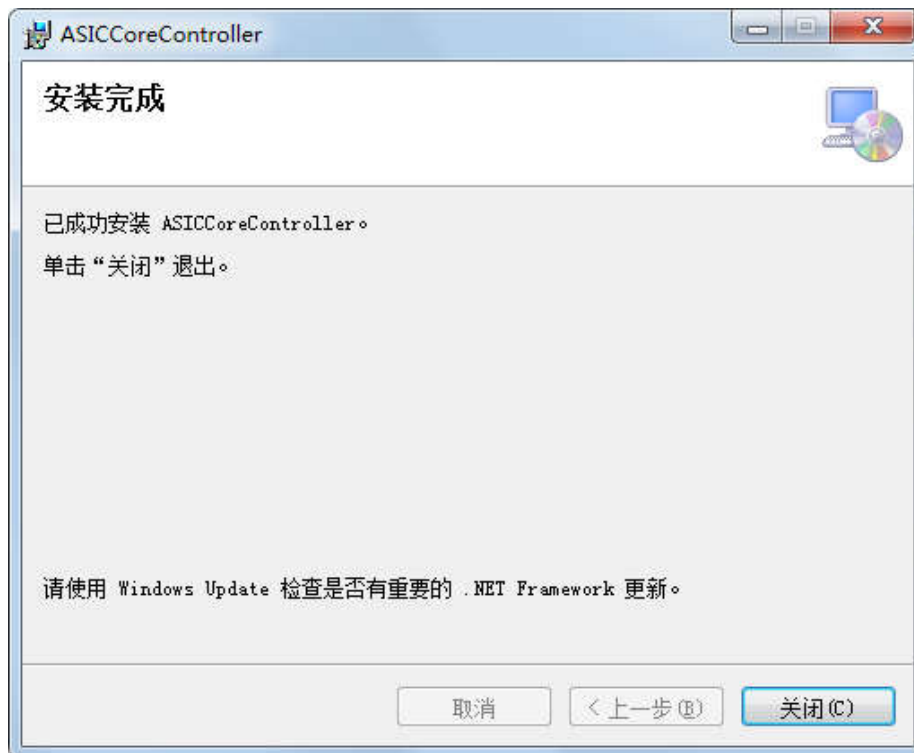 ASICCoreController
安装完成
已成功安装 ASICCoreController。
单击“关闭”退出。
请使用 Windows Update 检查是否有重要的 .NET Framework 更新。
取消
< 上一步(B)
关闭(C)